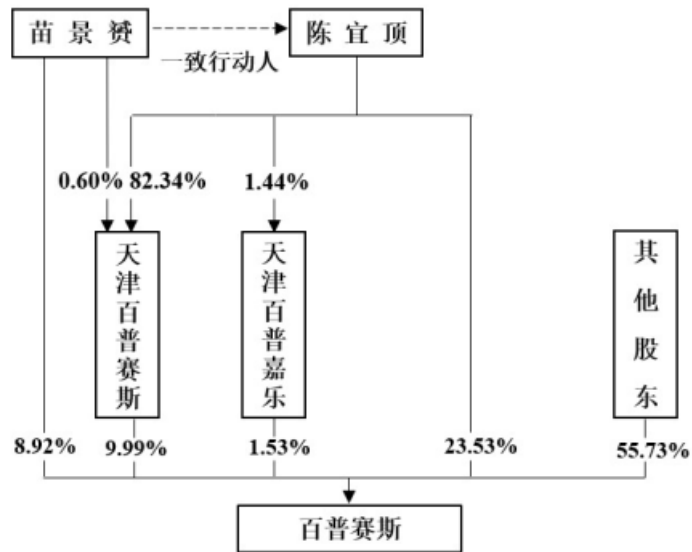 苗景赟
陈宜顶
一致行动人
0.60%
82.34%
1.44%
天津百普赛斯
天津百普嘉乐
其他股东
8.92%
9.99%
1.53%
23.53%
55.73%
百普赛斯